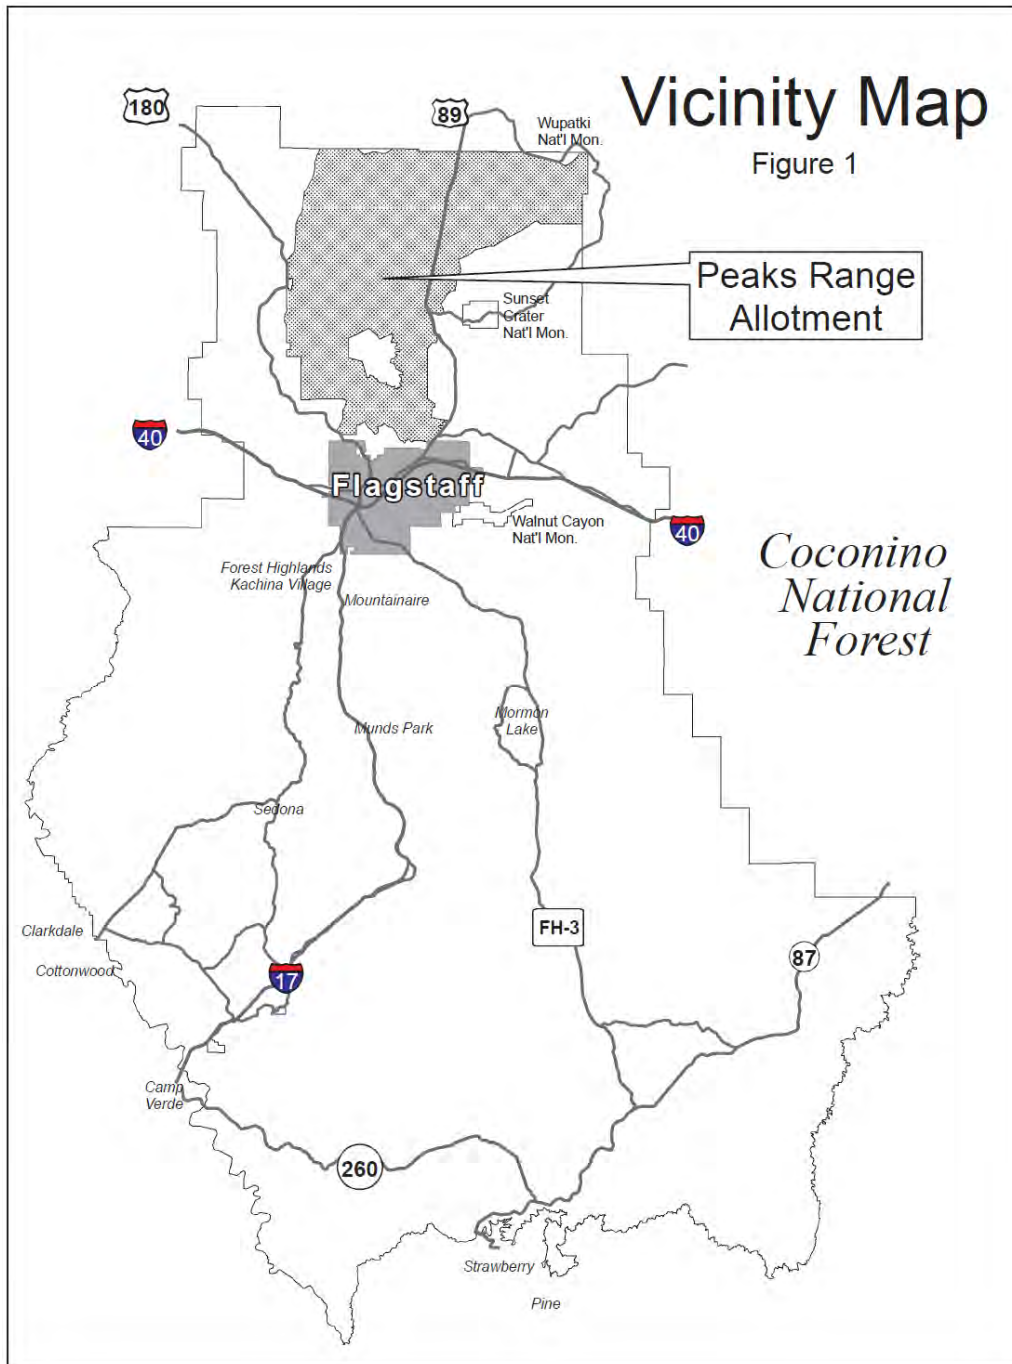 Vicinity Map
Figure 1
180
89
Wupatki
Nat'l Mon.
Peaks Range
Allotment
Sunset
Crater
Nat'l Mon.
40
Flagstaff
Walnut Cayon
Nat'l Mon.
40
Coconino
National
Forest
Forest Highlands
Kachina Village
Mountainaire
Mormon
Lake
Munds Park
Sedona
Clarkdale
Cottonwood
FH-3
87
17
Camp
Verde
260
Strawberry
Pine